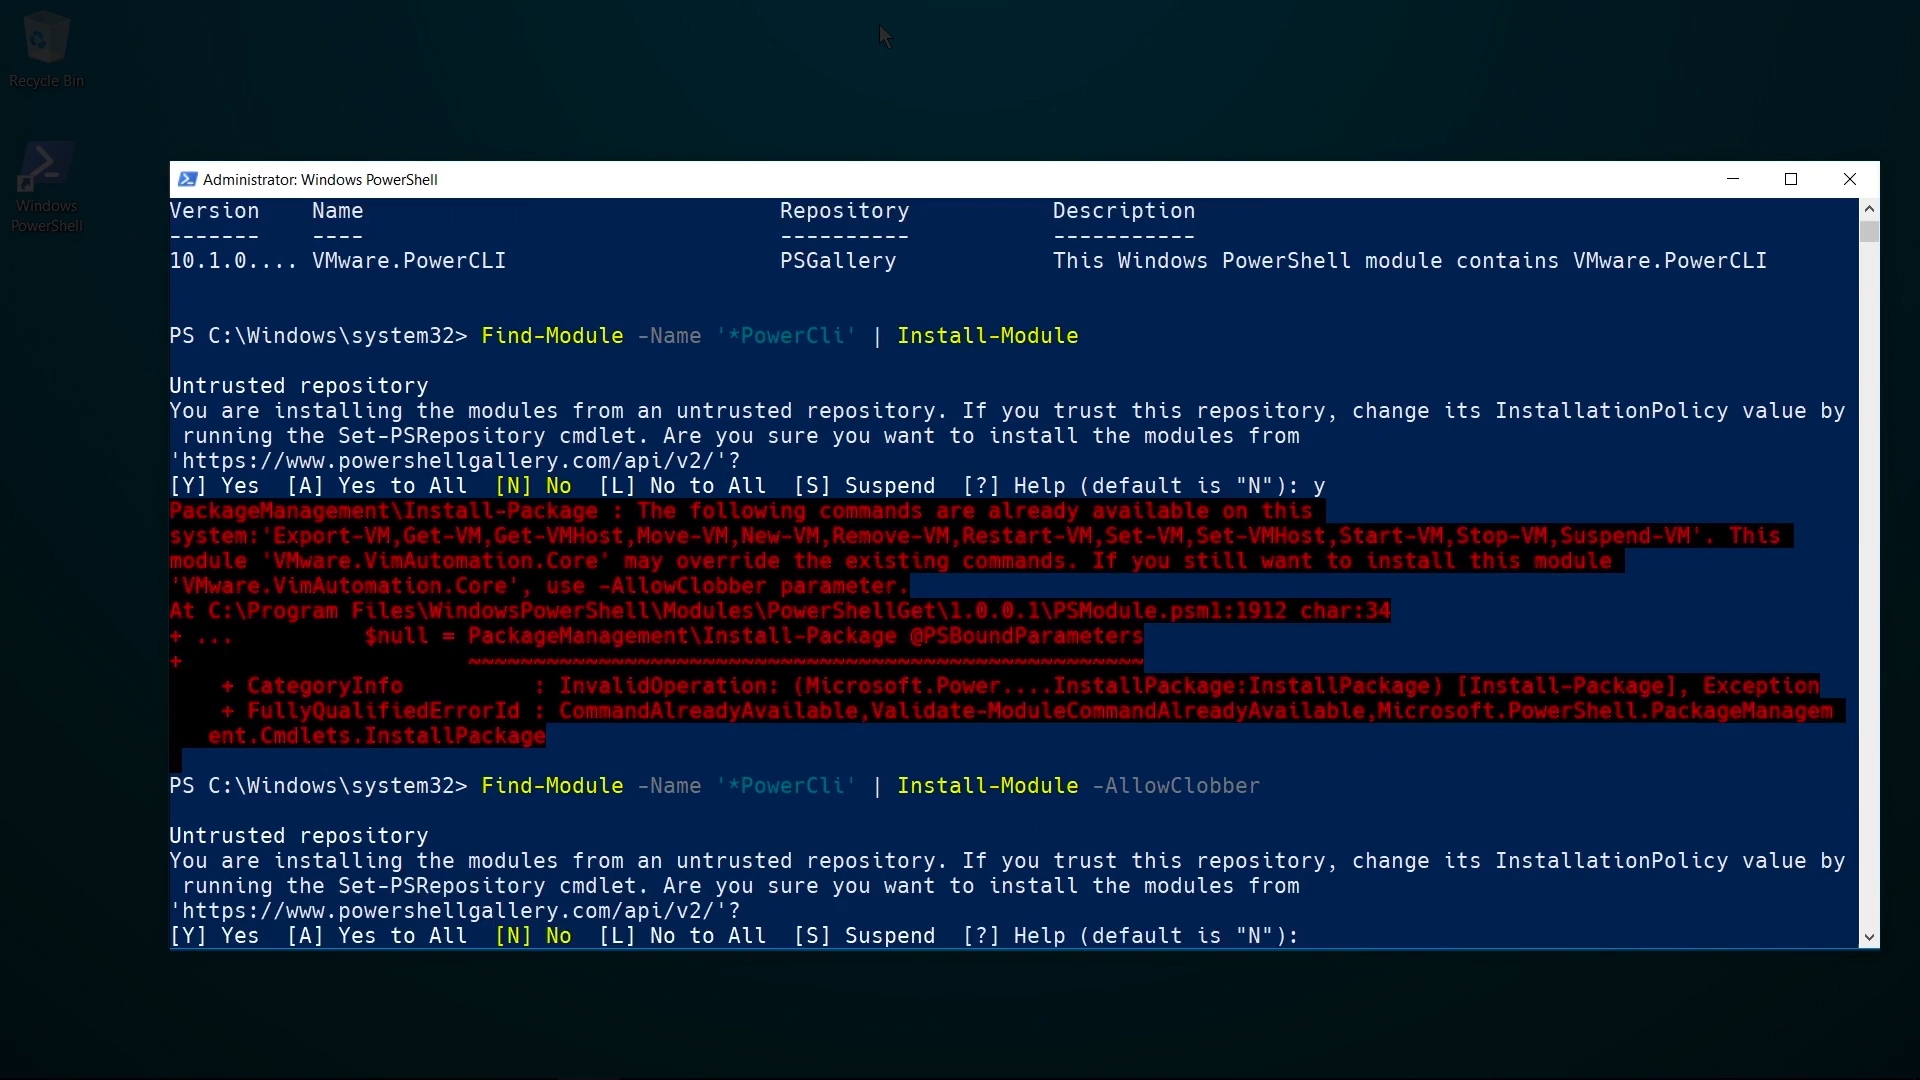 Recycle Bin
Windows
PowerShell
Administrator: Windows PowerShell
Version    Name                                    Repository           Description
-------    ----                                    ----------           -----------
10.1.0.... VMware.PowerCLI                         PSGallery            This Windows PowerShell module contains VMware.PowerCLI
PS C:\Windows\system32> Find-Module -Name '*PowerCli' | Install-Module
Untrusted repository
You are installing the modules from an untrusted repository. If you trust this repository, change its InstallationPolicy value by
 running the Set-PSRepository cmdlet. Are you sure you want to install the modules from
'https://www.powershellgallery.com/api/v2/'?
[Y] Yes  [A] Yes to All  [N] No  [L] No to All  [S] Suspend  [?] Help (default is "N"): y
PackageManagement\Install-Package : The following commands are already available on this
system:'Export-VM,Get-VM,Get-VMHost,Move-VM,New-VM,Remove-VM,Restart-VM,Set-VM,Set-VMHost,Start-VM,Stop-VM,Suspend-VM'. This
module 'VMware.VimAutomation.Core' may override the existing commands. If you still want to install this module
'VMware.VimAutomation.Core', use -AllowClobber parameter.
At C:\Program Files\WindowsPowerShell\Modules\PowerShellGet\1.0.0.1\PSModule.psm1:1912 char:34
+ ...          $null = PackageManagement\Install-Package @PSBoundParameters
+                      ~~~~~~~~~~~~~~~~~~~~~~~~~~~~~~~~~~~~~~~~~~~~~~~~~~~~
    + CategoryInfo          : InvalidOperation: (Microsoft.Power....InstallPackage:InstallPackage) [Install-Package], Exception
    + FullyQualifiedErrorId : CommandAlreadyAvailable,Validate-ModuleCommandAlreadyAvailable,Microsoft.PowerShell.PackageManagem
   ent.Cmdlets.InstallPackage
PS C:\Windows\system32> Find-Module -Name '*PowerCli' | Install-Module -AllowClobber
Untrusted repository
You are installing the modules from an untrusted repository. If you trust this repository, change its InstallationPolicy value by
 running the Set-PSRepository cmdlet. Are you sure you want to install the modules from
'https://www.powershellgallery.com/api/v2/'?
[Y] Yes  [A] Yes to All  [N] No  [L] No to All  [S] Suspend  [?] Help (default is "N"):